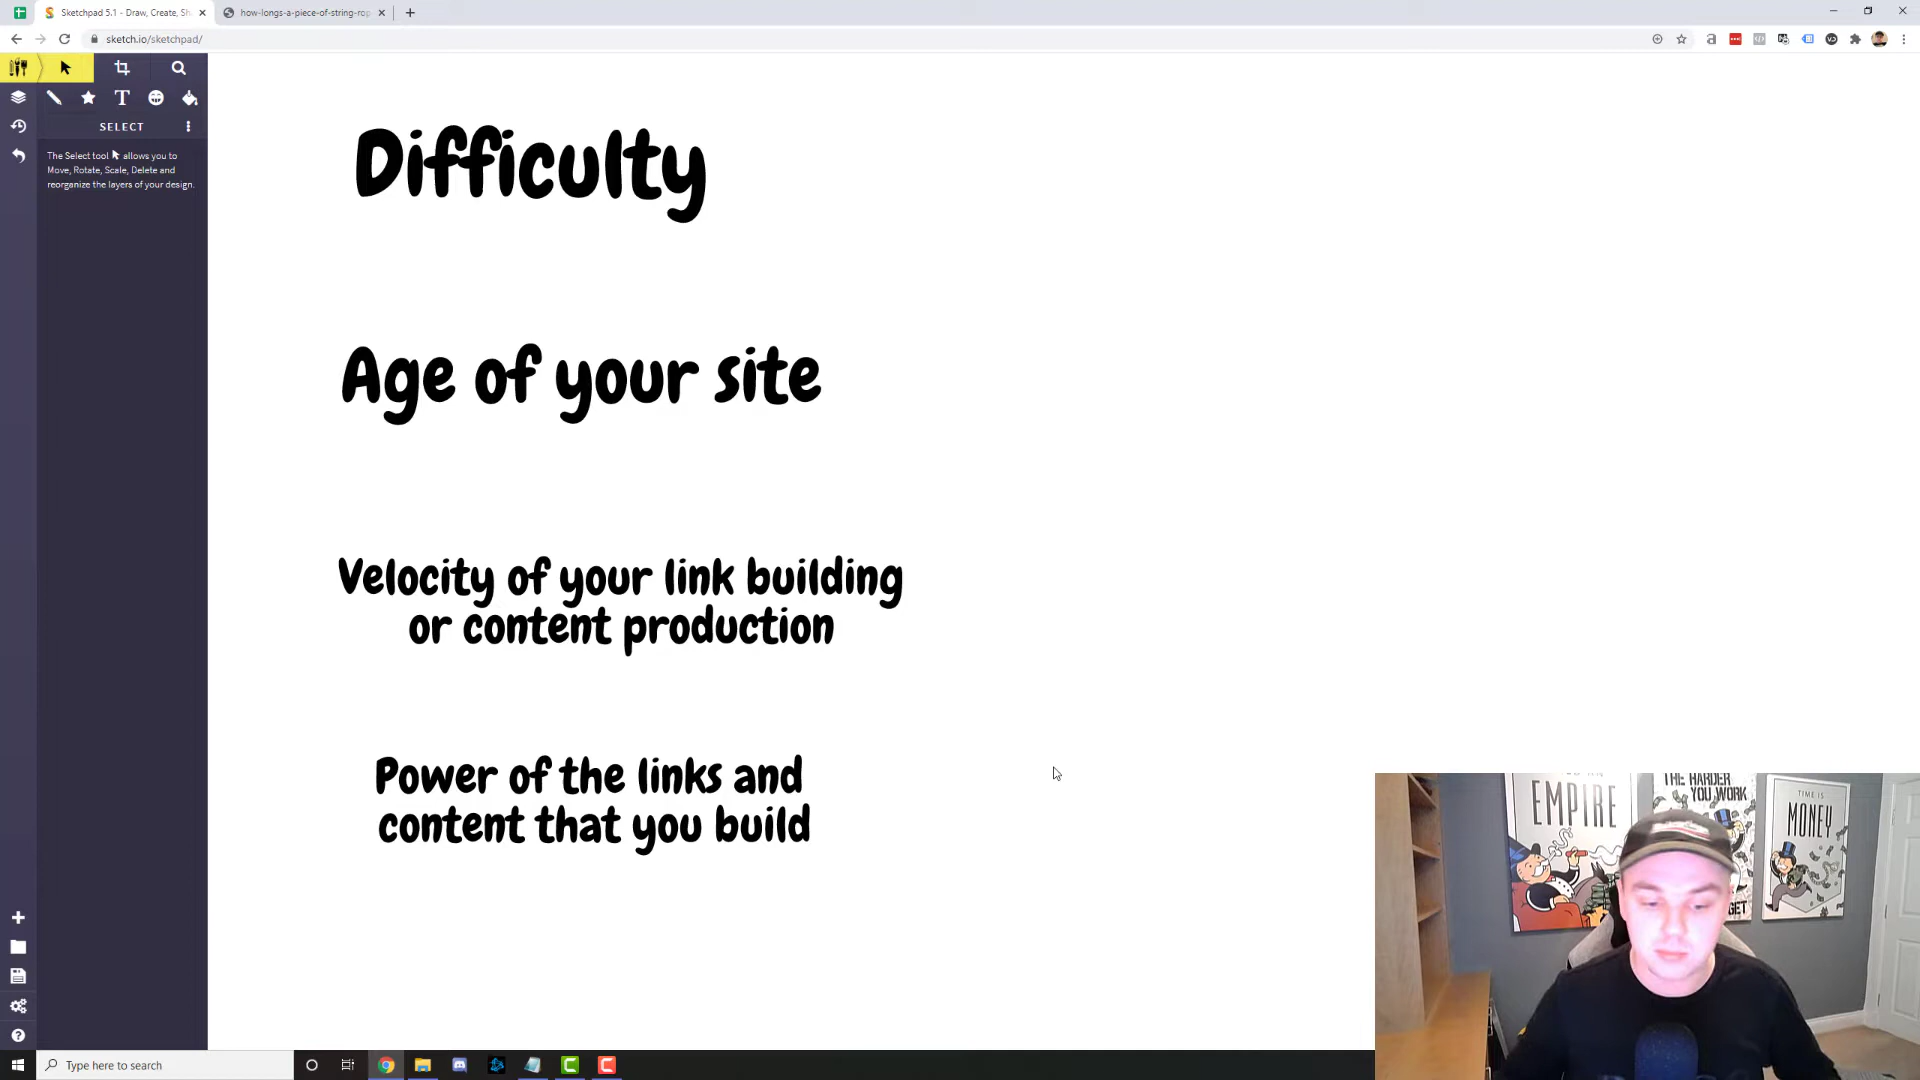 Sketchpad 5.1 - Draw, Create, Sh
how-longs-a-piece-of-string-rop
sketch.io/sketchpad/
SELECT
The Select tool allows you to
Move, Rotate, Scale, Delete and
reorganize the layers of your design.
Difficulty
Age of your site
Velocity of your link building
or content production
Power of the links and
content that you build
EMPIRE
THE HARDER
YOU WORK
GET
TIME IS
MONEY
Type here to search